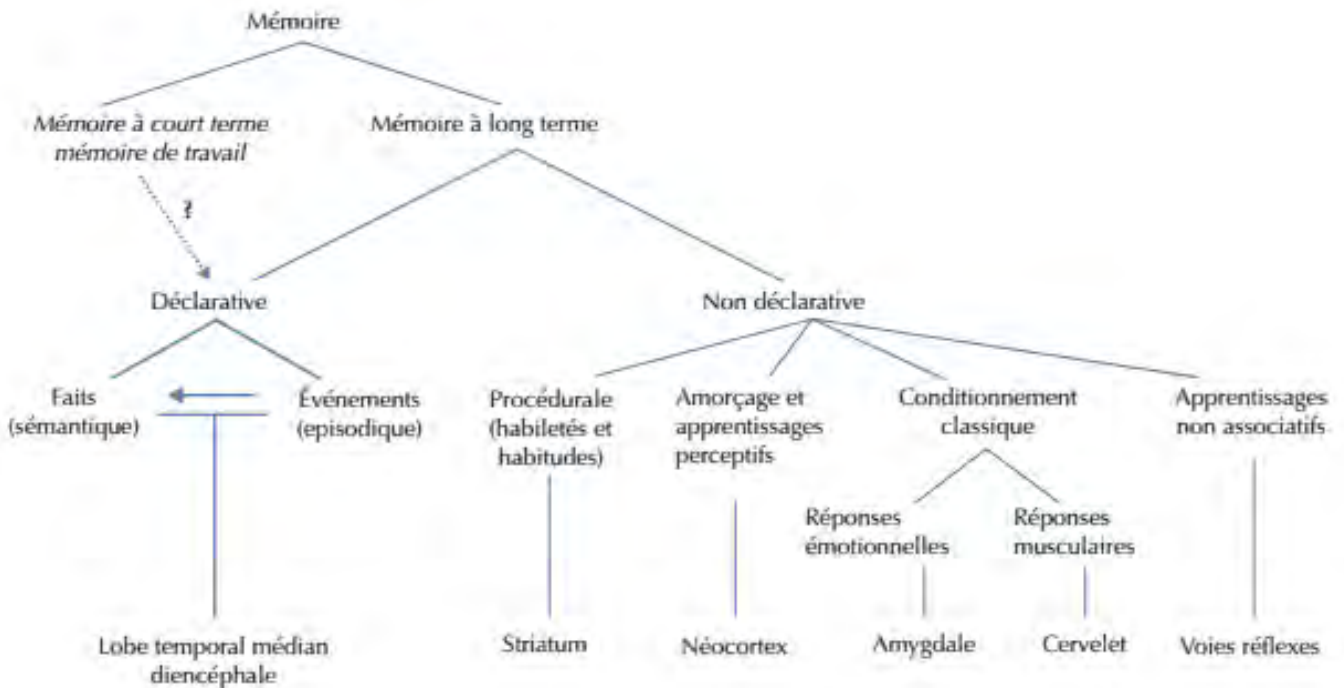 Mémoire
Mémoire à court terme
mémoire de travail
Mémoire à long terme
?
Déclarative
Non déclarative
Faits
(sémantique)
Événements
(episodique)
Procédurale
(habiletés et
habitudes)
Amorçage et
apprentissages
perceptifs
Conditionnement
classique
Apprentissages
non associatifs
Réponses
émotionnelles
Réponses
musculaires
Lobe temporal médian
diencéphale
Striatum
Néocortex
Amygdale
Cervelet
Voies réflexes